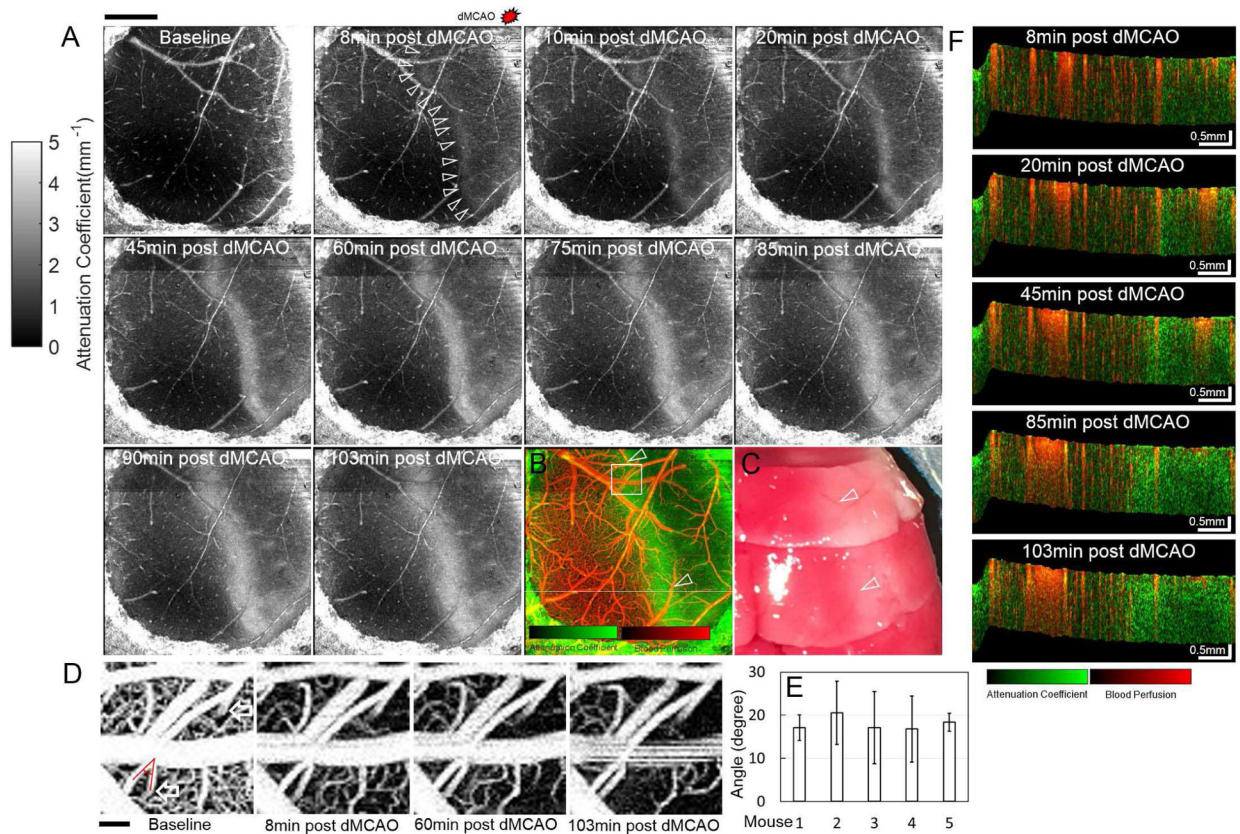 dMCAO
A
Baseline
8min post dMCAO
10min post dMCAO
20min post dMCAO
5
4
3
2
1
0
Attenuation Coefficient(mm⁻¹)
45min post dMCAO
60min post dMCAO
75min post dMCAO
85min post dMCAO
90min post dMCAO
103min post dMCAO
B
Attenuation Coefficient
Blood Perfusion
C
D
Baseline
8min post dMCAO
60min post dMCAO
103min post dMCAO
E
30
20
10
0
Angle (degree)
Mouse 1 2 3 4 5
F
8min post dMCAO
0.5mm
20min post dMCAO
0.5mm
45min post dMCAO
0.5mm
85min post dMCAO
0.5mm
103min post dMCAO
0.5mm
Attenuation Coefficient
Blood Perfusion